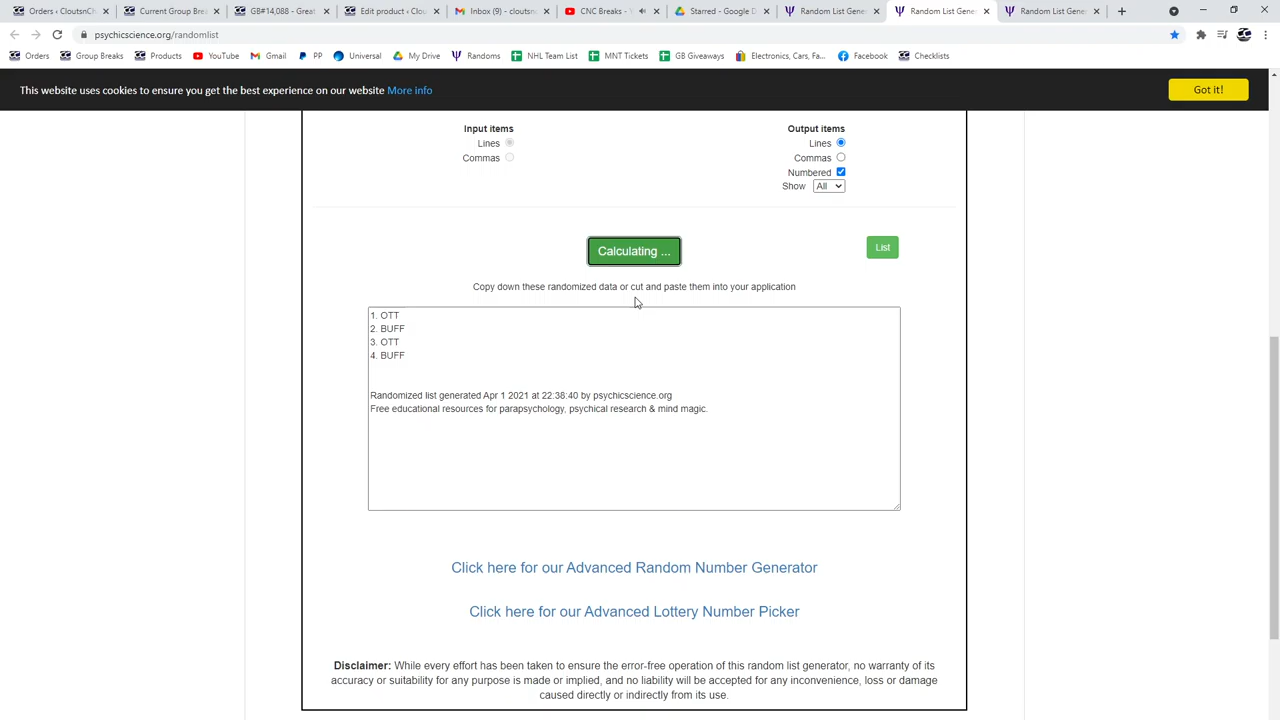 Orders ‹ CloutsnCh
Current Group Brea
GB#14,088 - Great
Edit product ‹ Clou
Inbox (9) - cloutsno
CNC Breaks - 1
Starred - Google D
Random List Gener
Random List Gener
Random List Gener
psychicscience.org/randomlist
Orders
Group Breaks
Products
YouTube
Gmail
PP
Universal
My Drive
Randoms
NHL Team List
MNT Tickets
GB Giveaways
Electronics, Cars, Fa...
Facebook
Checklists
This website uses cookies to ensure you get the best experience on our website More info
Got it!
Input items
Lines
Commas
Output items
Lines
Commas
Numbered
Show All
Calculating ...
List
Copy down these randomized data or cut and paste them into your application
1. OTT
2. BUFF
3. OTT
4. BUFF
Randomized list generated Apr 1 2021 at 22:38:40 by psychicscience.org
Free educational resources for parapsychology, psychical research & mind magic.
Click here for our Advanced Random Number Generator
Click here for our Advanced Lottery Number Picker
Disclaimer: While every effort has been taken to ensure the error-free operation of this random list generator, no warranty of its
accuracy or suitability for any purpose is made or implied, and no liability will be accepted for any inconvenience, loss or damage
caused directly or indirectly from its use.